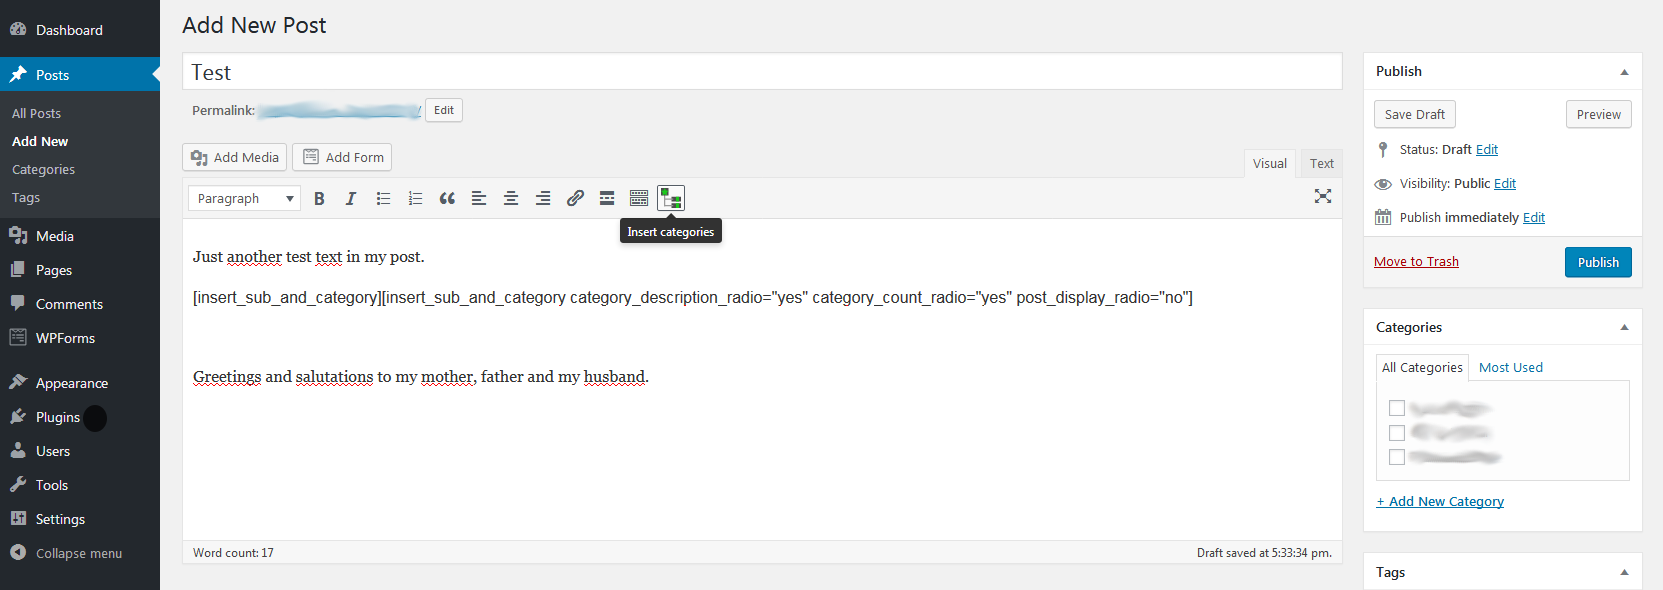 Dashboard
Posts
All Posts
Add New
Categories
Tags
Media
Pages
Comments
WPForms
Appearance
Plugins
Users
Tools
Settings
Collapse menu
Add New Post
Test
Permalink: / Edit
Add Media Add Form
Visual Text
Paragraph B I
Insert categories
Just another test text in my post.
[insert_sub_and_category][insert_sub_and_category category_description_radio="yes" category_count_radio="yes" post_display_radio="no"]
Greetings and salutations to my mother, father and my husband.
Word count: 17 Draft saved at 5:33:34 pm.
Publish
Save Draft Preview
Status: Draft Edit
Visibility: Public Edit
Publish immediately Edit
Move to Trash Publish
Categories
All Categories Most Used
+ Add New Category
Tags